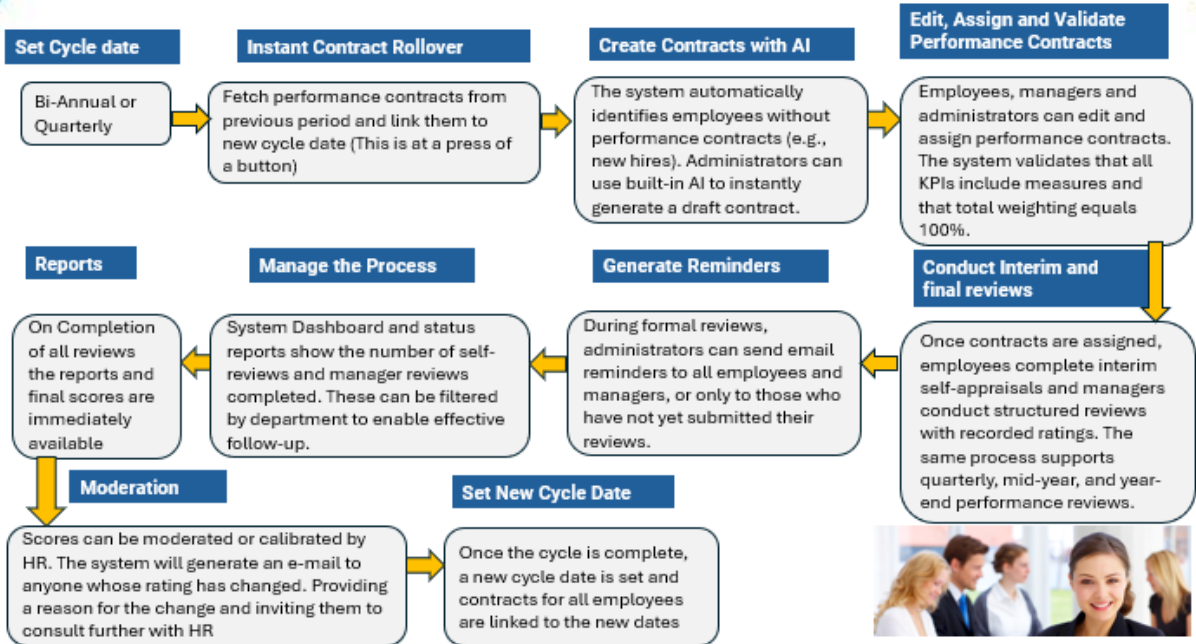 Set Cycle date
Bi-Annual or
Quarterly
Instant Contract Rollover
Fetch performance contracts from
previous period and link them to
new cycle date (This is at a press of
a button)
Create Contracts with AI
The system automatically
identifies employees without
performance contracts (e.g.,
new hires). Administrators can
use built-in AI to instantly
generate a draft contract.
Edit, Assign and Validate
Performance Contracts
Employees, managers and
administrators can edit and
assign performance contracts.
The system validates that all
KPIs include measures and
that total weighting equals
100%.
Conduct Interim and
final reviews
Once contracts are assigned,
employees complete interim
self-appraisals and managers
conduct structured reviews
with recorded ratings. The
same process supports
quarterly, mid-year, and year-
end performance reviews.
Generate Reminders
During formal reviews,
administrators can send email
reminders to all employees and
managers, or only to those who
have not yet submitted their
reviews.
Manage the Process
System Dashboard and status
reports show the number of self-
reviews and manager reviews
completed. These can be filtered
by department to enable effective
follow-up.
Reports
On Completion
of all reviews
the reports and
final scores are
immediately
available
Moderation
Scores can be moderated or calibrated by
HR. The system will generate an e-mail to
anyone whose rating has changed. Providing
a reason for the change and inviting them to
consult further with HR
Set New Cycle Date
Once the cycle is complete,
a new cycle date is set and
contracts for all employees
are linked to the new dates